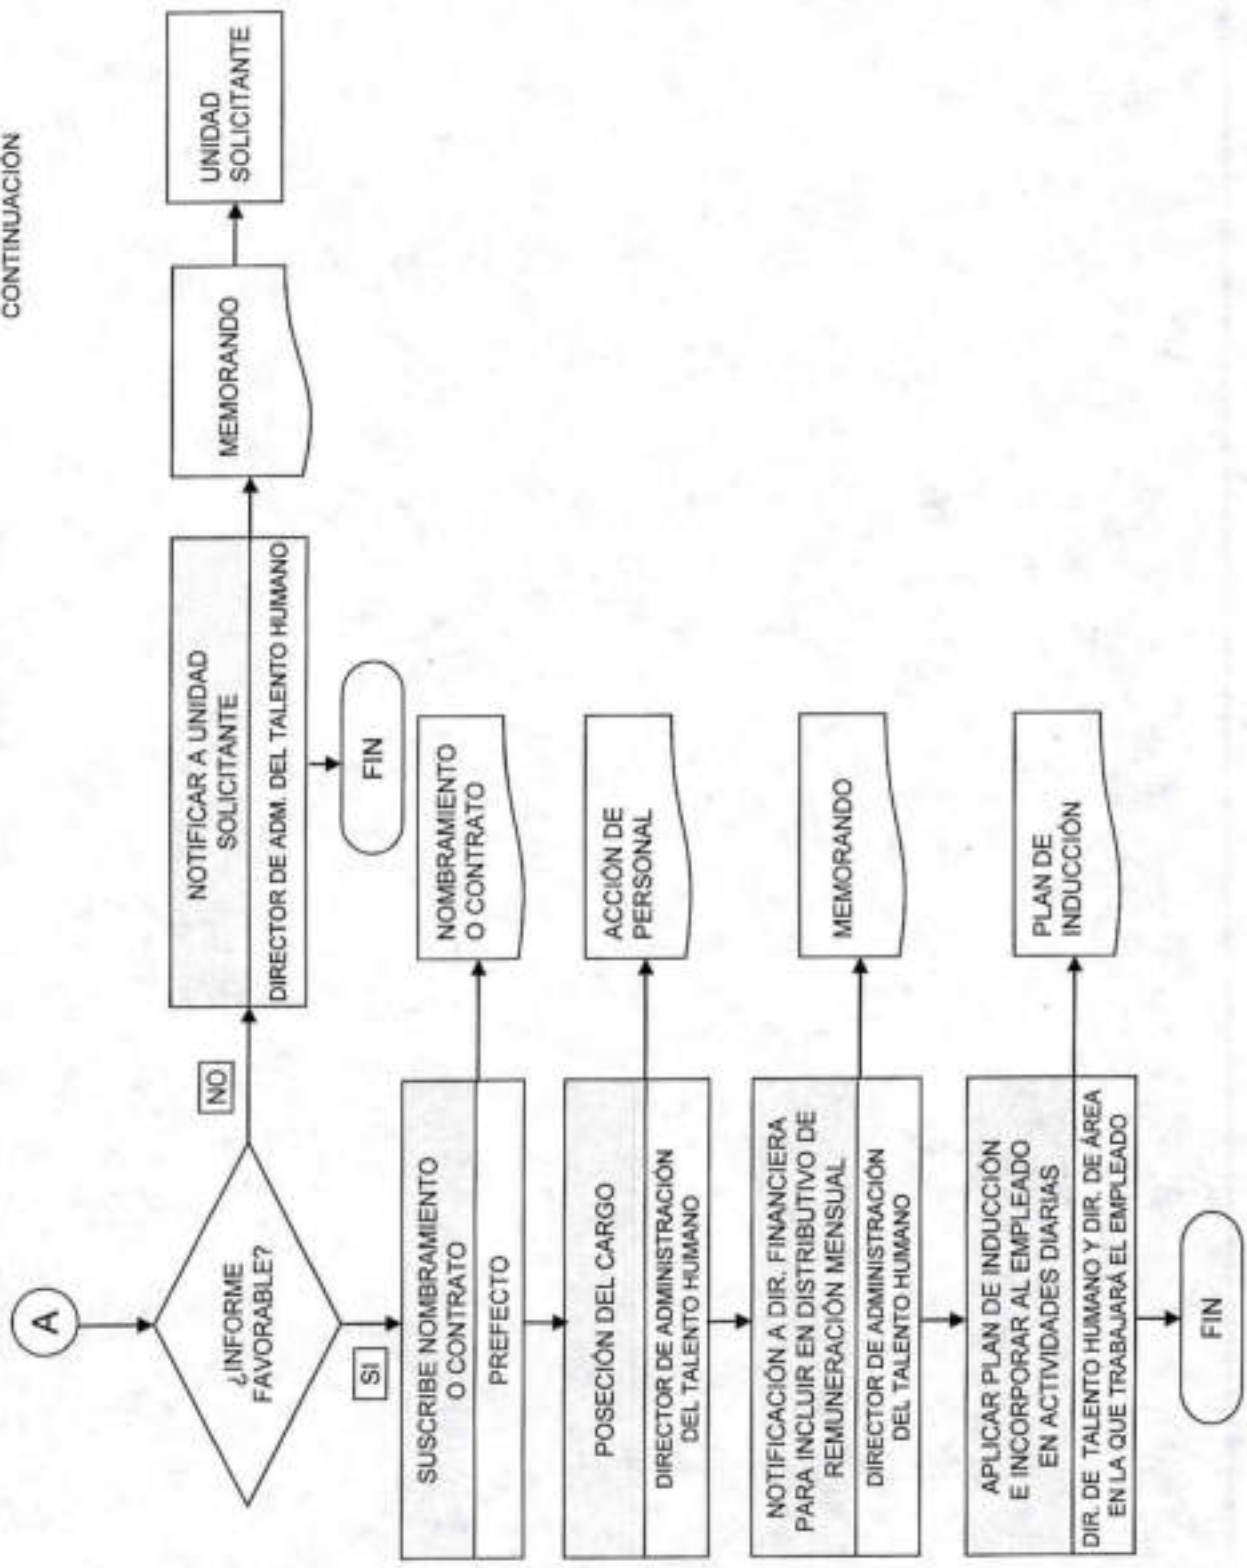 CONTINUACIÓN
A
¿INFORME
FAVORABLE?
NO
NOTIFICAR A UNIDAD
SOLICITANTE
DIRECTOR DE ADM. DEL TALENTO HUMANO
MEMORANDO
UNIDAD
SOLICITANTE
FIN
SI
SUSCRIBE NOMBRAMIENTO
O CONTRATO
PREFECTO
NOMBRAMIENTO
O CONTRATO
POSECIÓN DEL CARGO
DIRECTOR DE ADMINISTRACIÓN
DEL TALENTO HUMANO
ACCIÓN DE
PERSONAL
NOTIFICACIÓN A DIR. FINANCIERA
PARA INCLUIR EN DISTRIBUTIVO DE
REMUNERACIÓN MENSUAL
DIRECTOR DE ADMINISTRACIÓN
DEL TALENTO HUMANO
MEMORANDO
APLICAR PLAN DE INDUCCIÓN
E INCORPORAR AL EMPLEADO
EN ACTIVIDADES DIARIAS
DIR. DE TALENTO HUMANO Y DIR. DE ÁREA
EN LA QUE TRABAJARÁ EL EMPLEADO
PLAN DE
INDUCCIÓN
FIN